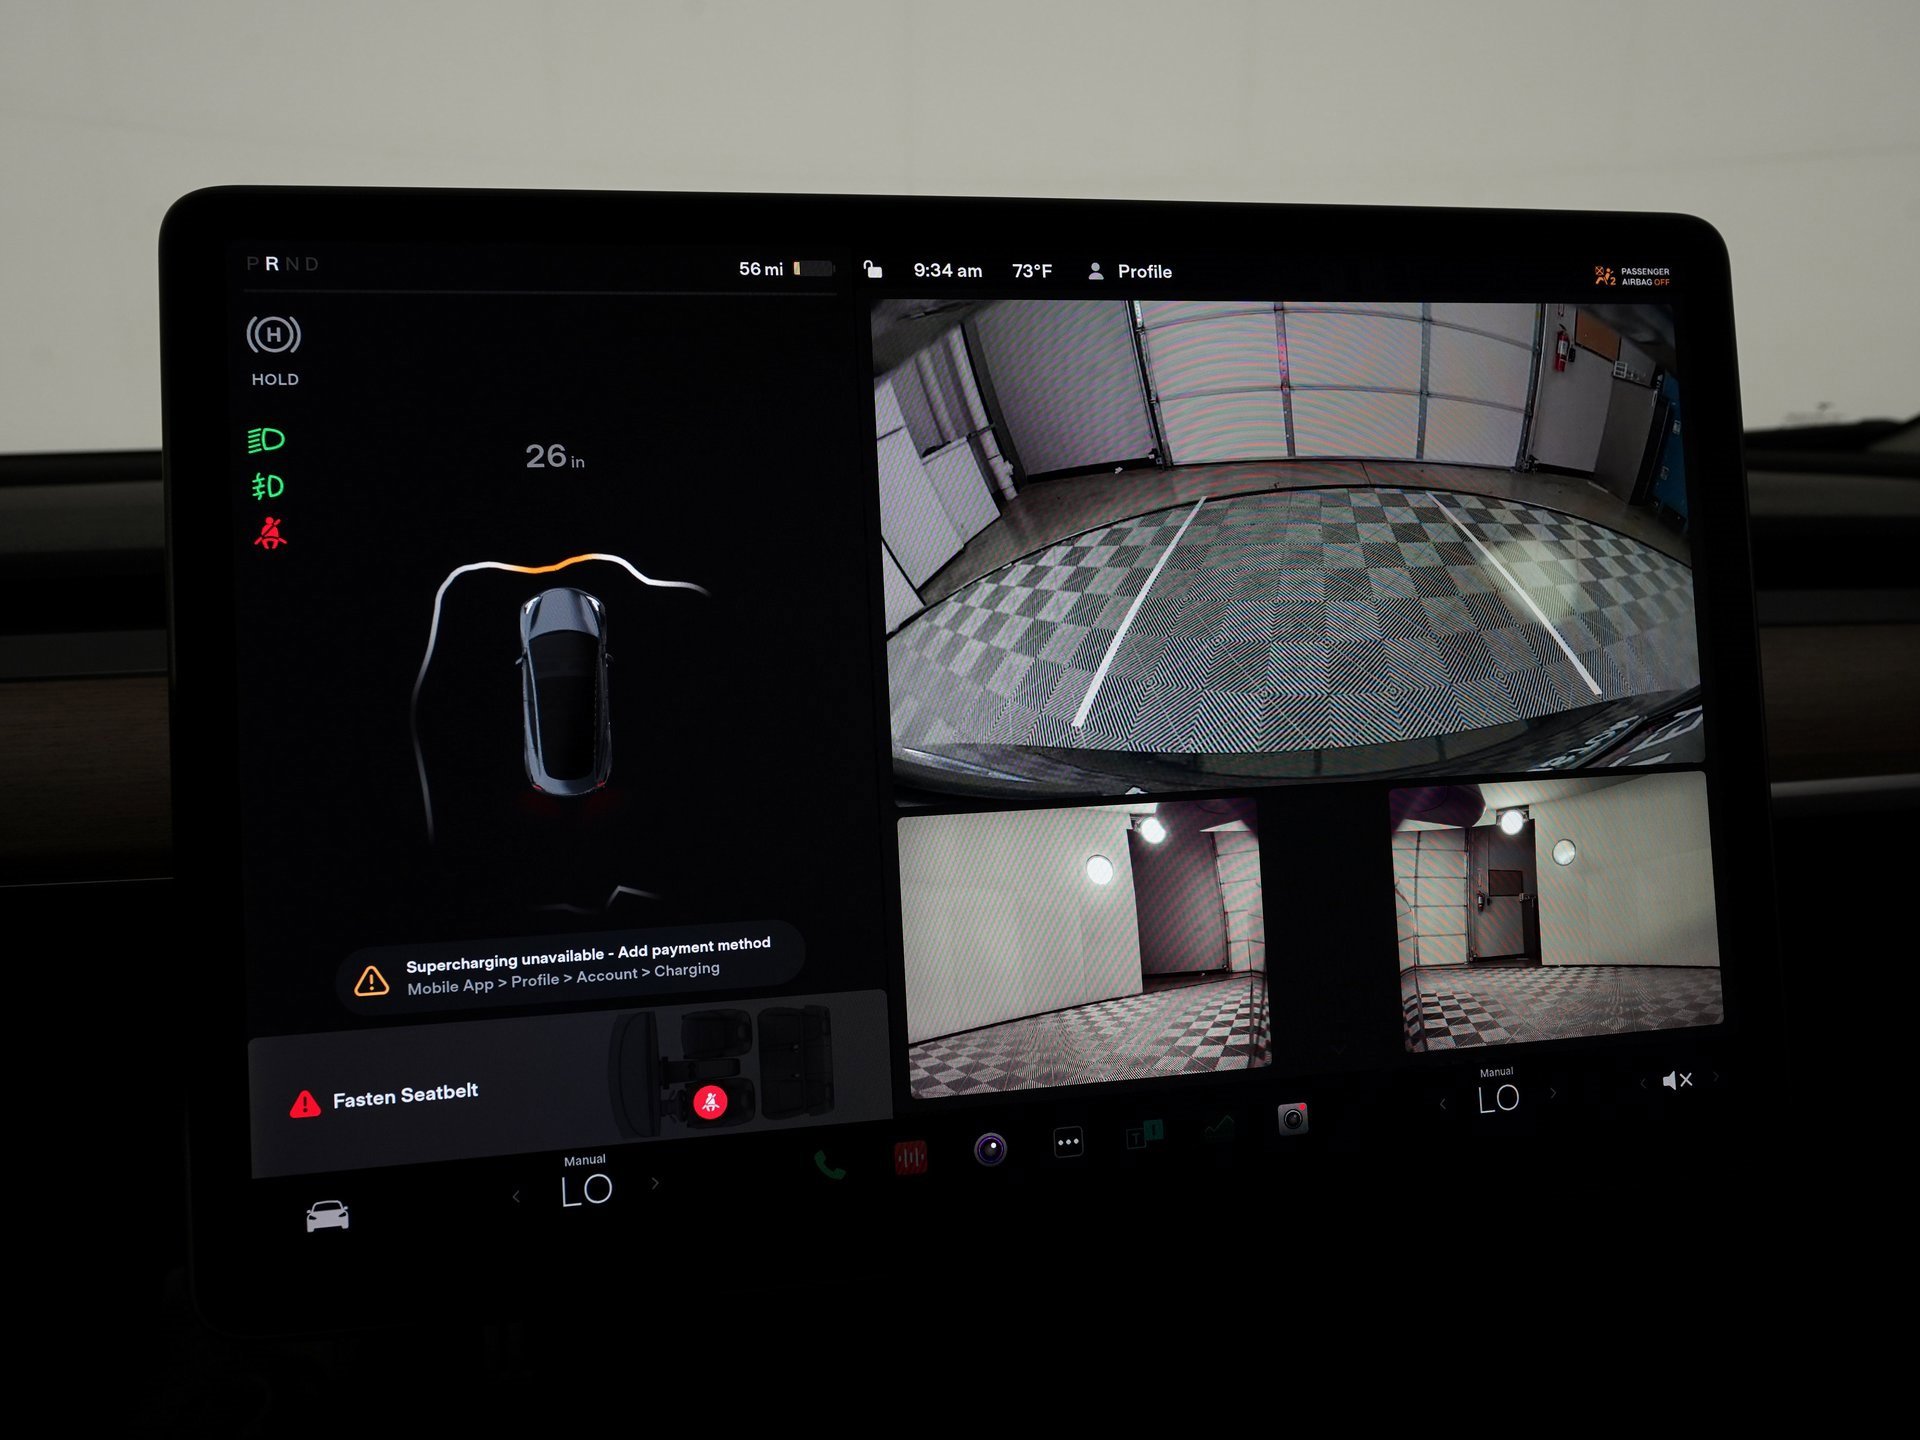 P R N D
56 mi
9:34 am
73°F
Profile
PASSENGER
AIRBAG OFF
2
H
HOLD
26 in
Supercharging unavailable - Add payment method
Mobile App > Profile > Account > Charging
Fasten Seatbelt
Manual
LO
T
Manual
LO